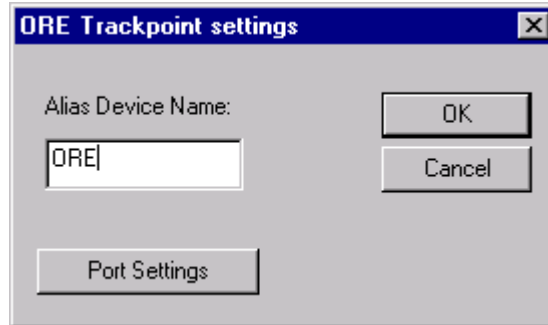 ORE Trackpoint settings
Alias Device Name:
ORE
OK
Cancel
Port Settings